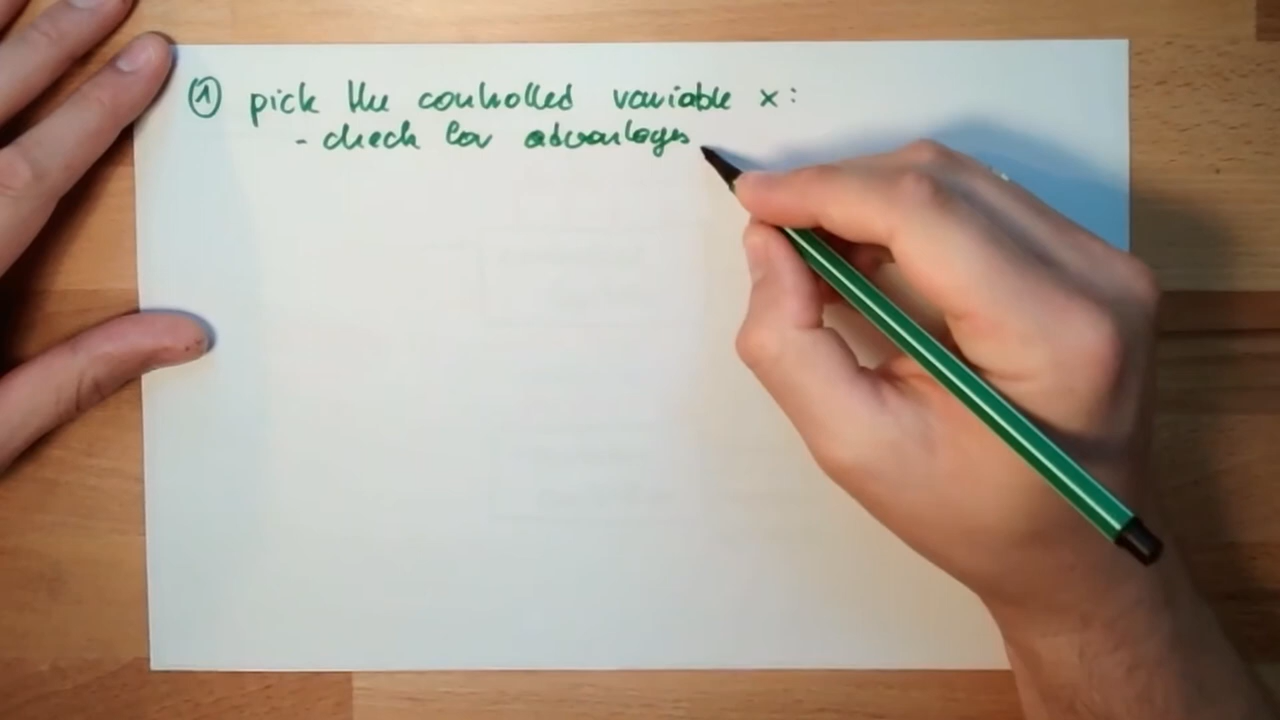 ① pick the controlled variable x:
- check for advantages